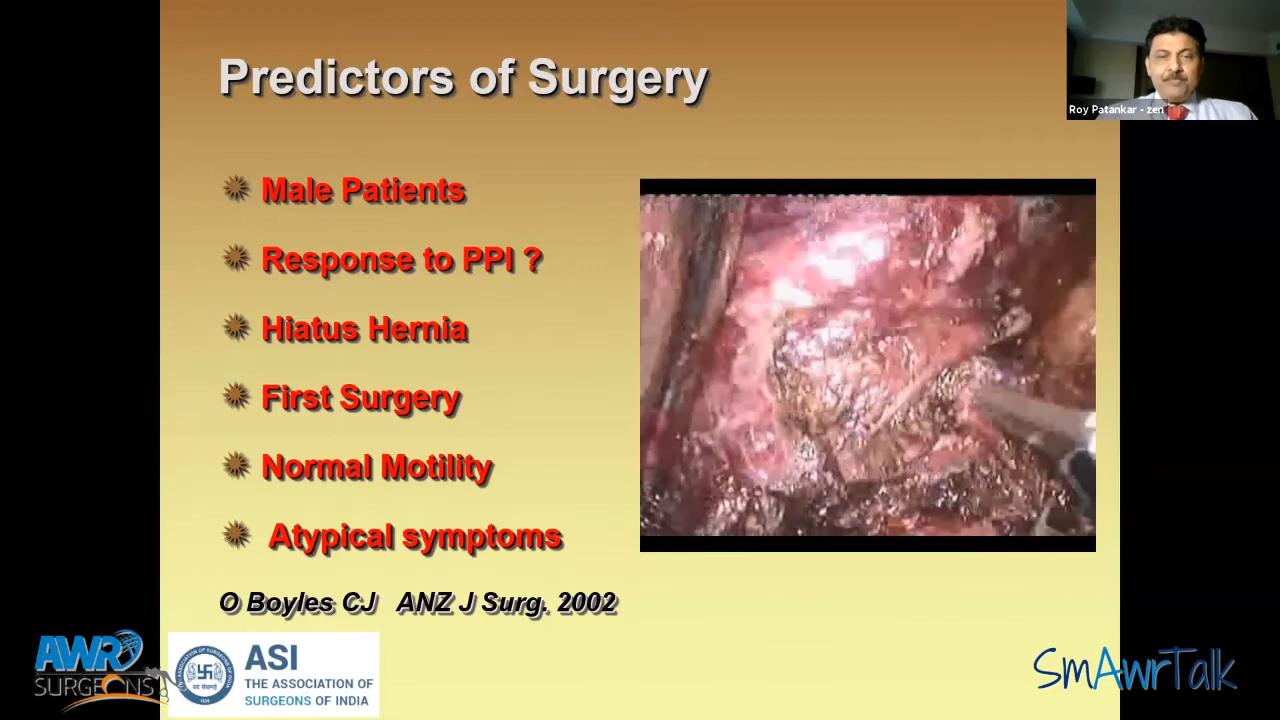 Predictors of Surgery
Roy Patankar - zen
Male Patients
Response to PPI ?
Hiatus Hernia
First Surgery
Normal Motility
Atypical symptoms
O Boyles CJ ANZ J Surg. 2002
AWR
SURGEONS
ASI
THE ASSOCIATION OF
SURGEONS OF INDIA
SmAwrTalk